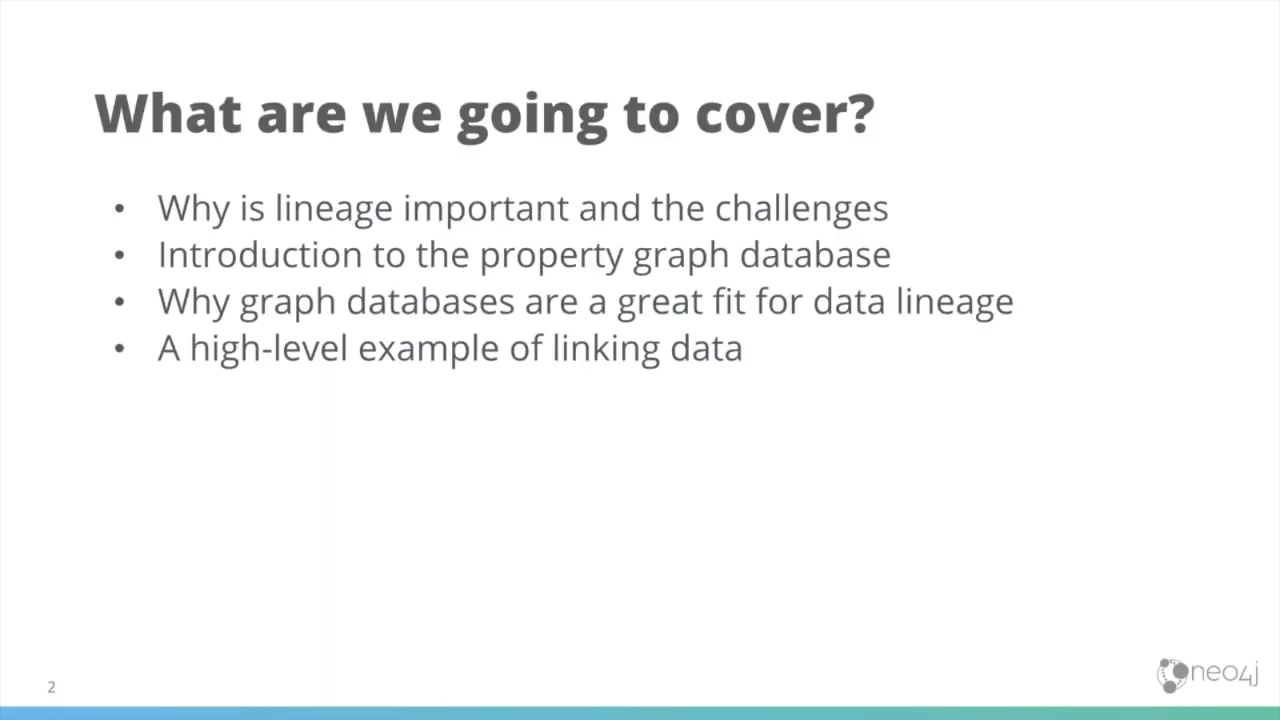 What are we going to cover?
• Why is lineage important and the challenges
• Introduction to the property graph database
• Why graph databases are a great fit for data lineage
• A high-level example of linking data
2
neo4j